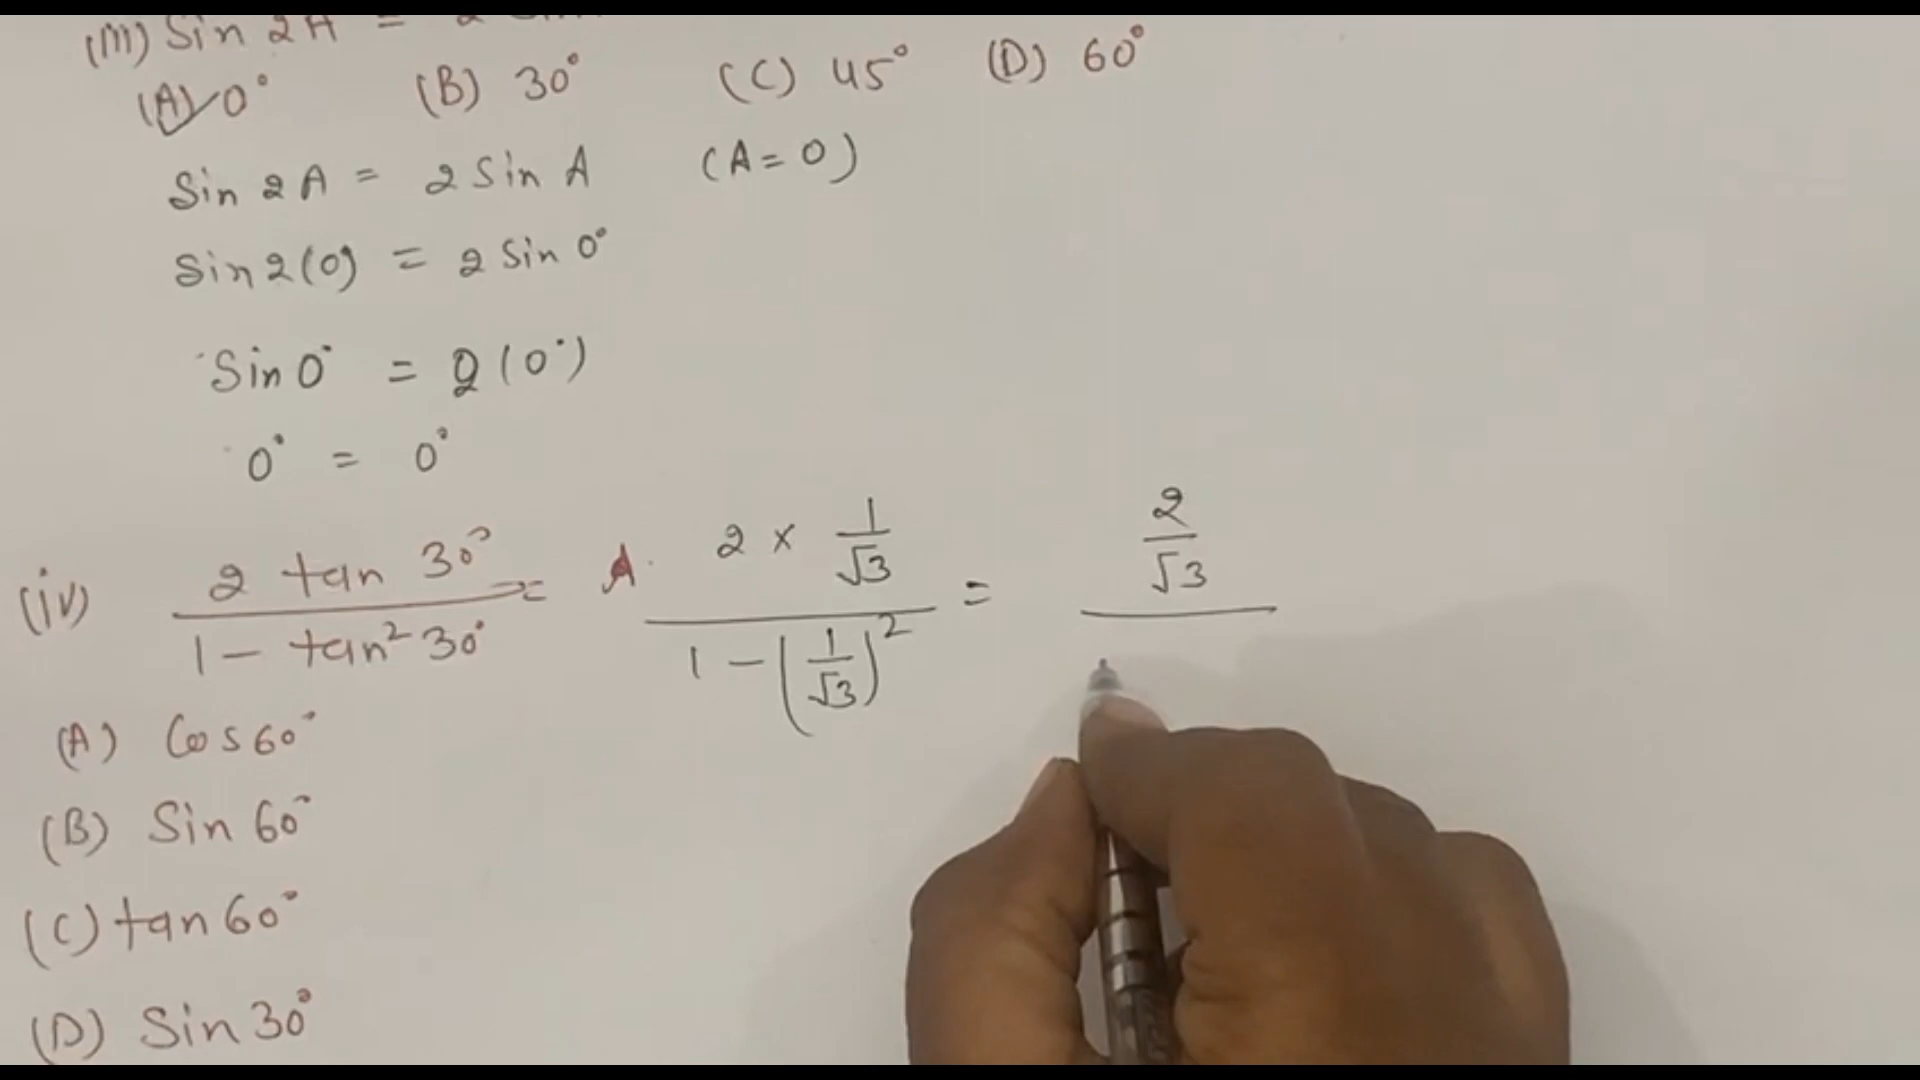 (iii) Sin 2A = 2 Sin
(A) 0° (B) 30° (C) 45° (D) 60°
Sin 2A = 2 Sin A (A = 0)
Sin 2(0) = 2 Sin 0°
Sin 0° = 2(0°)
0° = 0°
(iv) 2 tan 30° / 1 - tan² 30° = A. 2 × 1/√3 / 1 - (1/√3)² = 2/√3
(A) Cos 60°
(B) Sin 60°
(C) tan 60°
(D) Sin 30°